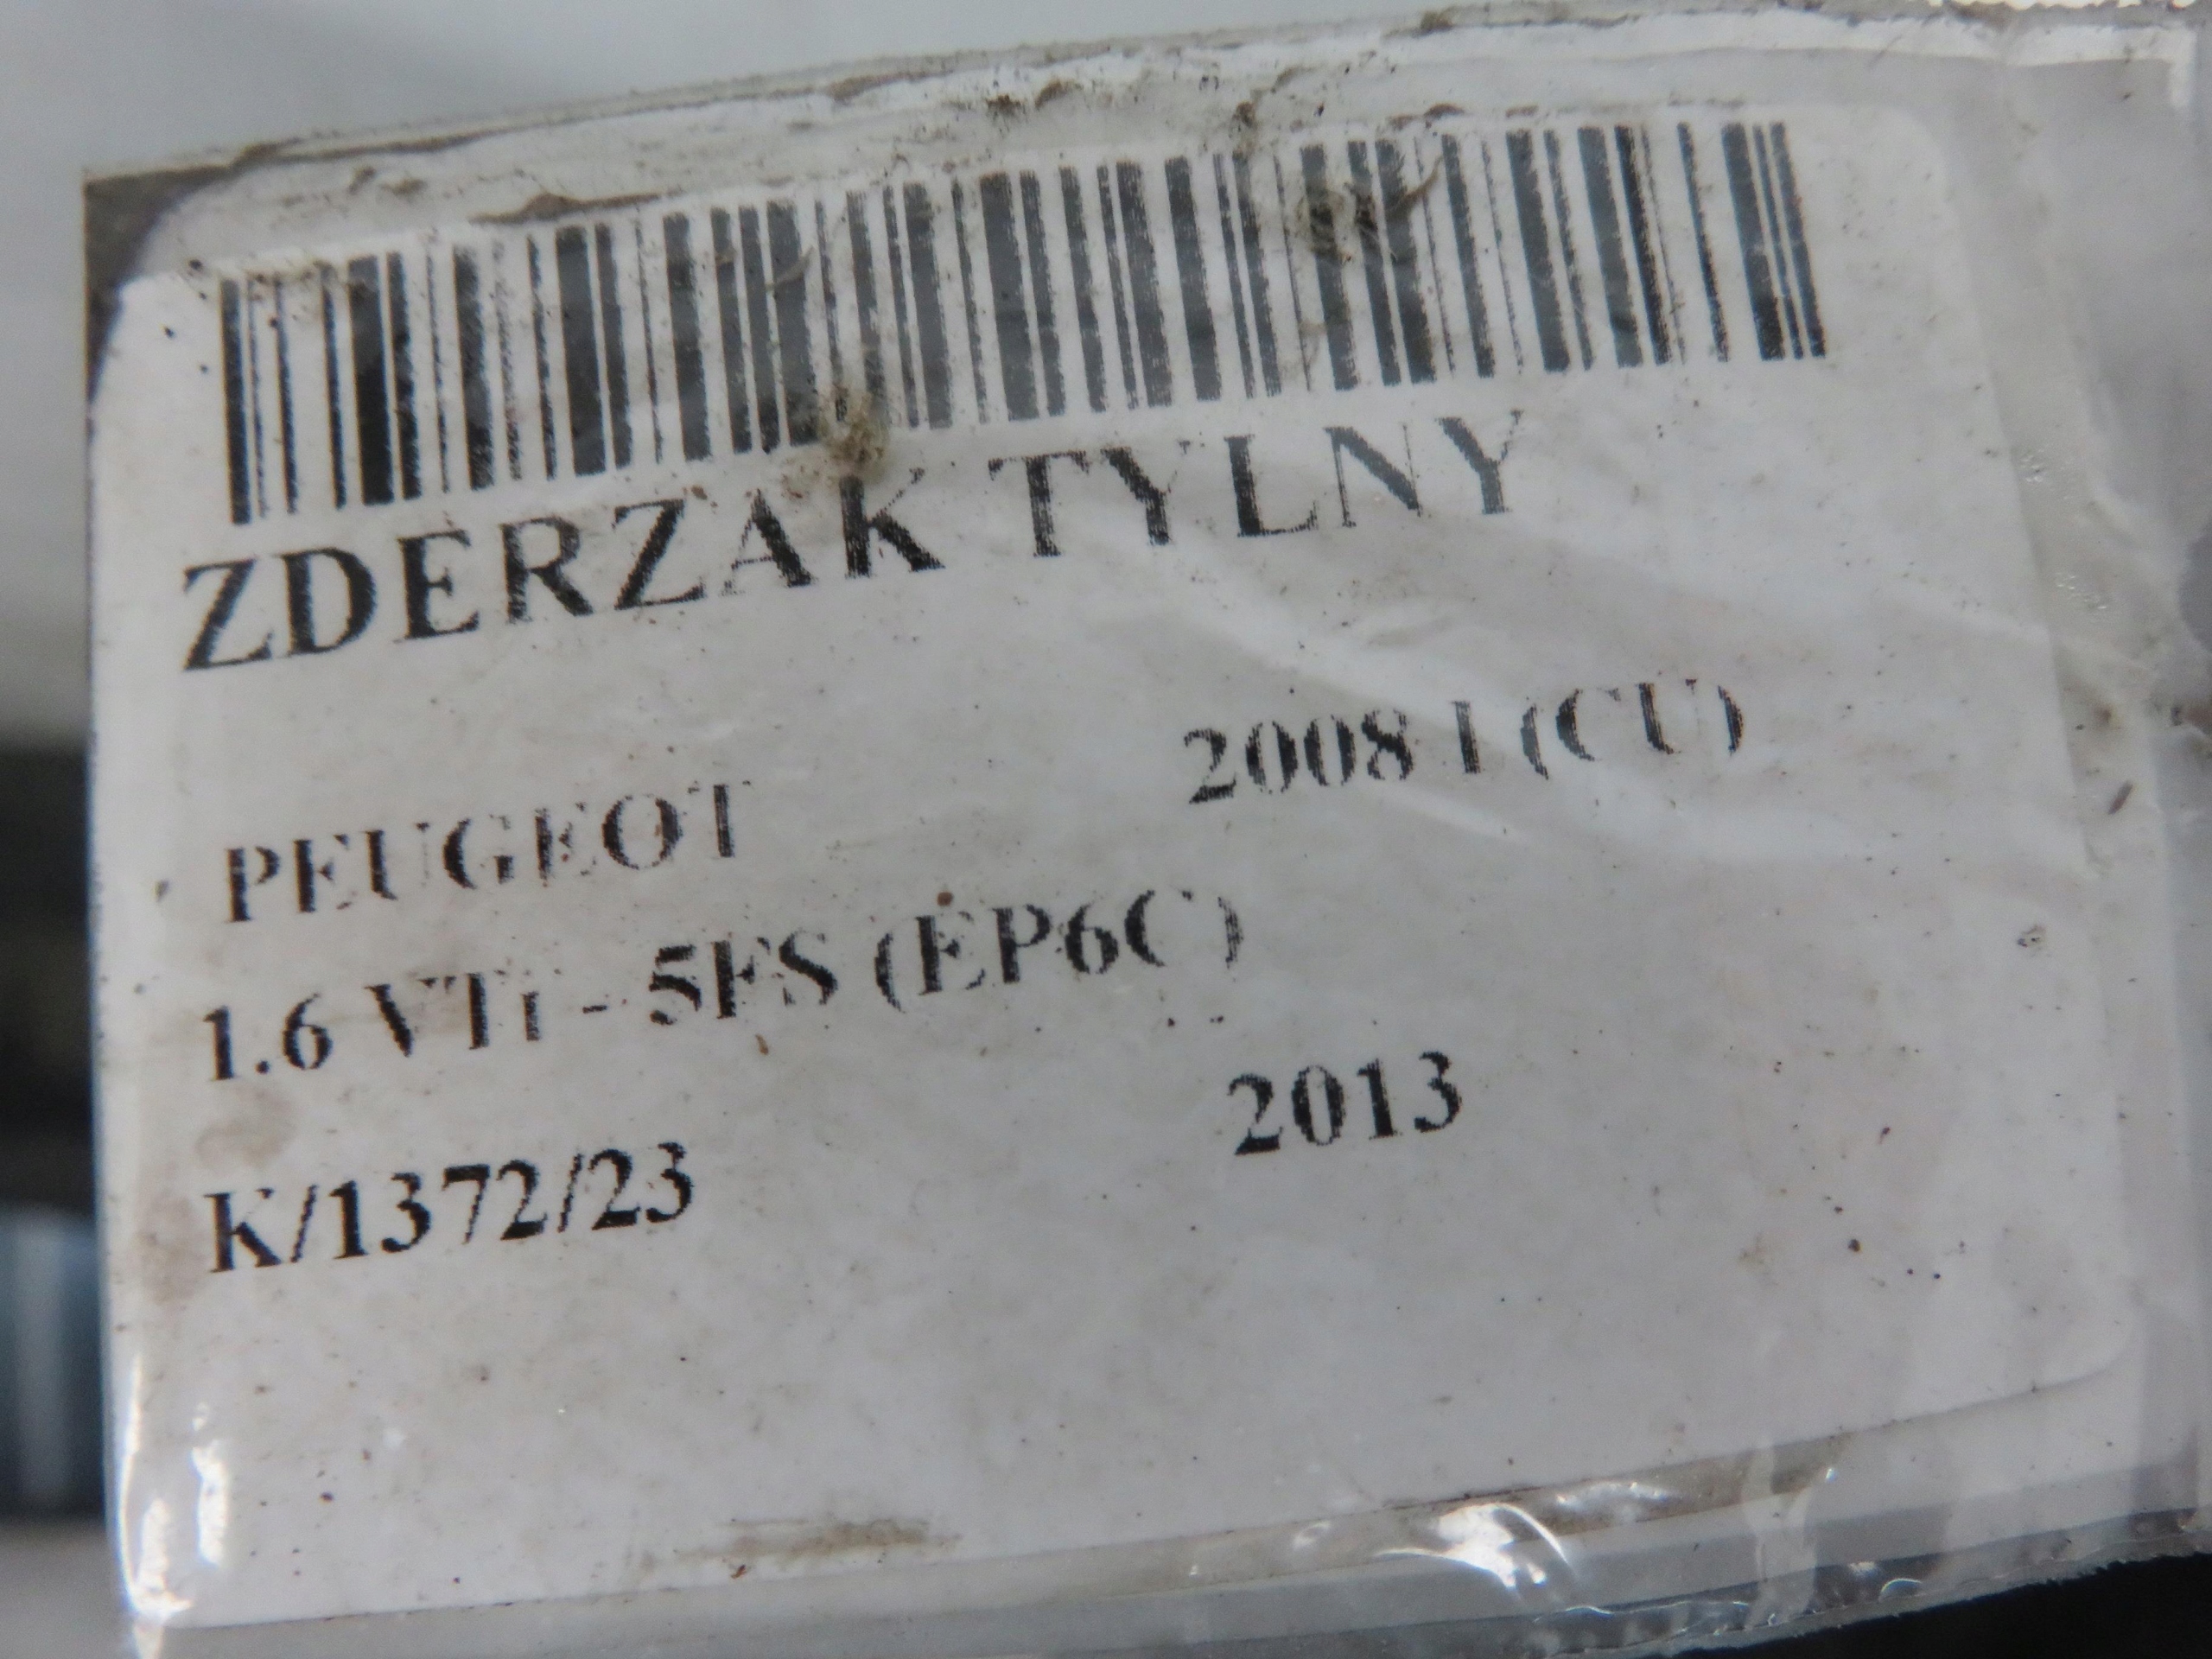 ZDERZAK TYLNY
PEUGEOT 2008 I (CU)
1.6 VTi - 5FS (EP6C)
K/1372/23 2013